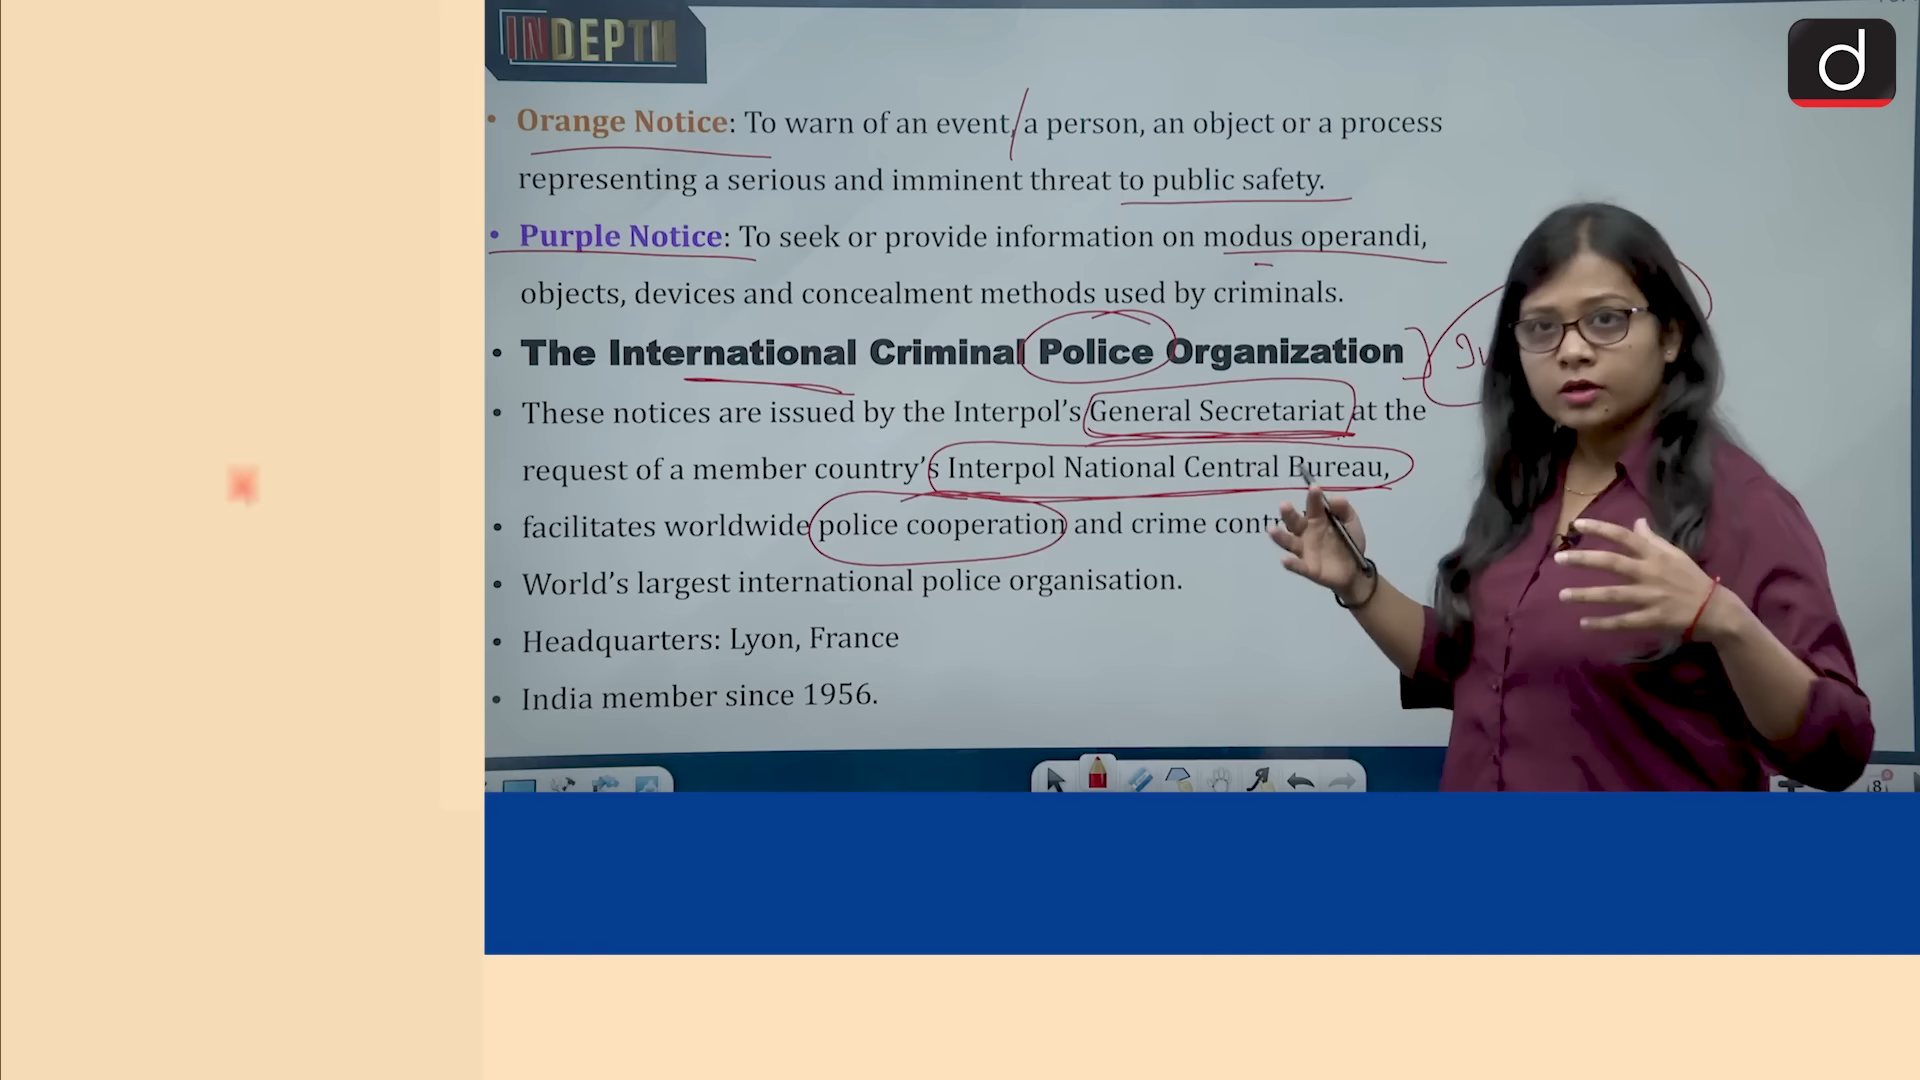 INDEPTH
d
• Orange Notice: To warn of an event, a person, an object or a process
representing a serious and imminent threat to public safety.
• Purple Notice: To seek or provide information on modus operandi,
objects, devices and concealment methods used by criminals.
• The International Criminal Police Organization
• These notices are issued by the Interpol's General Secretariat at the
request of a member country's Interpol National Central Bureau,
• facilitates worldwide police cooperation and crime
• World's largest international police organisation.
• Headquarters: Lyon, France
• India member since 1956.
8